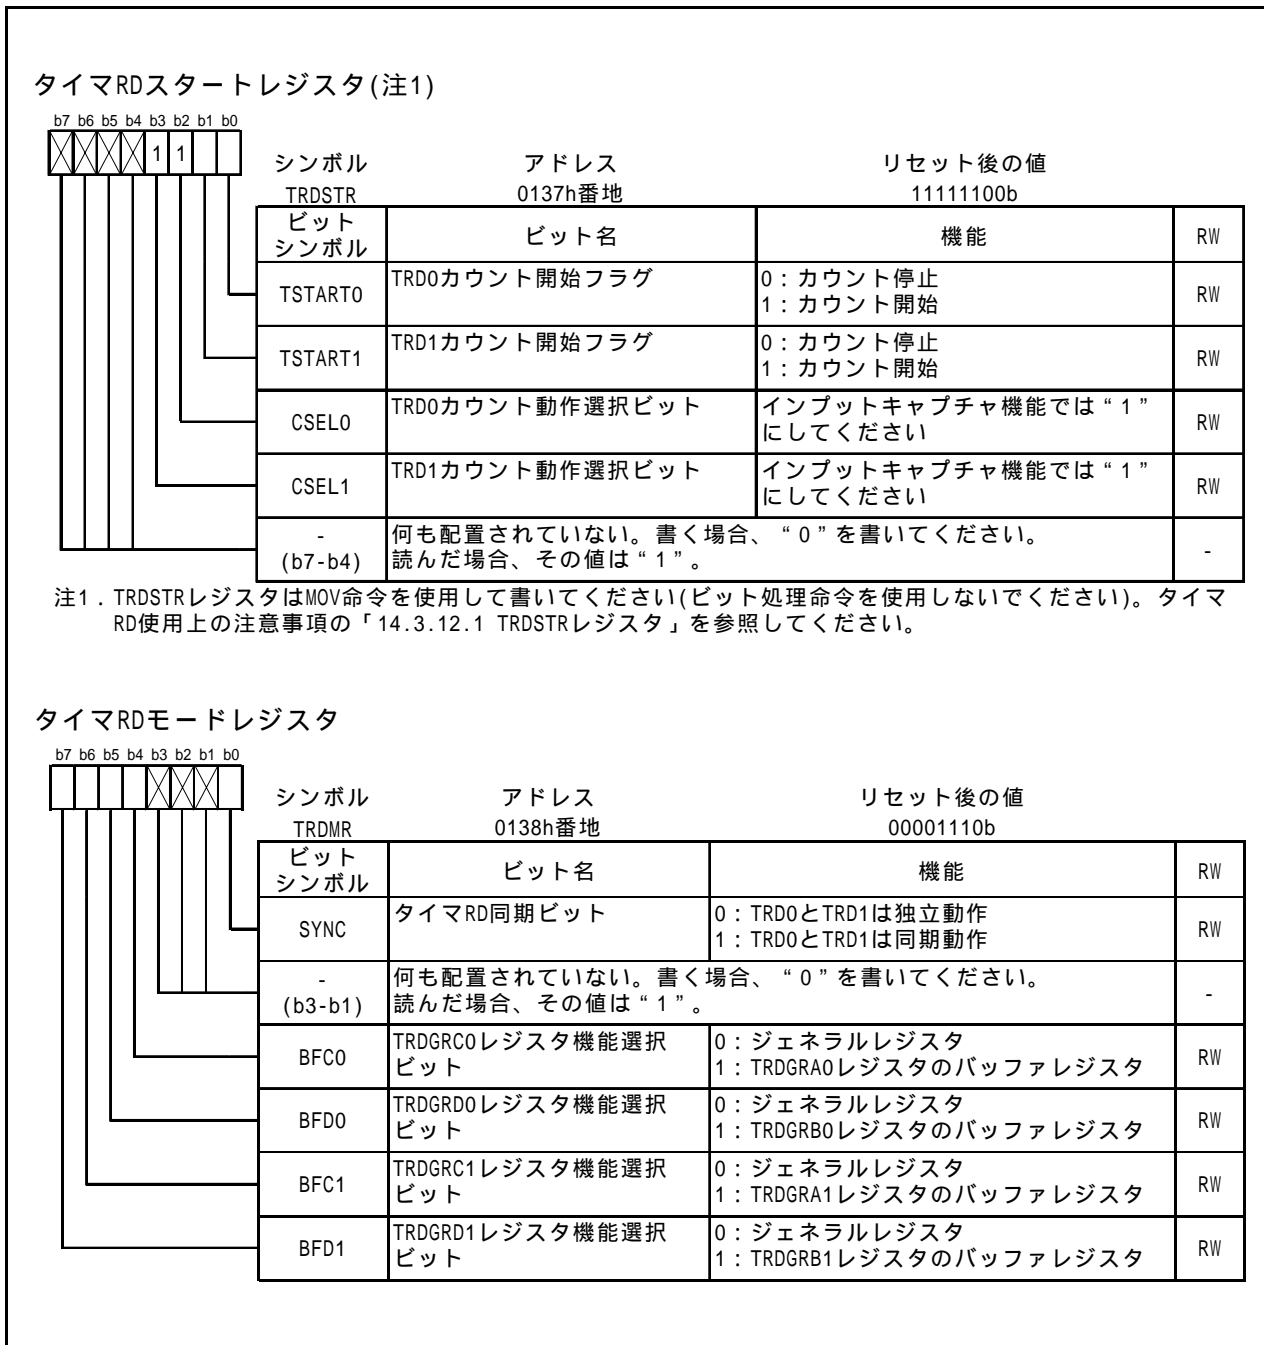 タイマRDスタートレジスタ(注1)
b7 b6 b5 b4 b3 b2 b1 b0
1 1
シンボル アドレス リセット後の値
TRDSTR 0137h番地 11111100b
ビット
シンボル ビット名 機能 RW
TSTART0 TRD0カウント開始フラグ 0:カウント停止
1:カウント開始 RW
TSTART1 TRD1カウント開始フラグ 0:カウント停止
1:カウント開始 RW
CSEL0 TRD0カウント動作選択ビット インプットキャプチャ機能では“1”
にしてください RW
CSEL1 TRD1カウント動作選択ビット インプットキャプチャ機能では“1”
にしてください RW
-
(b7-b4) 何も配置されていない。書く場合、“0”を書いてください。
読んだ場合、その値は“1”。 -
注1.TRDSTRレジスタはMOV命令を使用して書いてください(ビット処理命令を使用しないでください)。タイマ
RD使用上の注意事項の「14.3.12.1 TRDSTRレジスタ」を参照してください。
タイマRDモードレジスタ
b7 b6 b5 b4 b3 b2 b1 b0
シンボル アドレス リセット後の値
TRDMR 0138h番地 00001110b
ビット
シンボル ビット名 機能 RW
SYNC タイマRD同期ビット 0:TRD0とTRD1は独立動作
1:TRD0とTRD1は同期動作 RW
-
(b3-b1) 何も配置されていない。書く場合、“0”を書いてください。
読んだ場合、その値は“1”。 -
BFC0 TRDGRC0レジスタ機能選択
ビット 0:ジェネラルレジスタ
1:TRDGRA0レジスタのバッファレジスタ RW
BFD0 TRDGRD0レジスタ機能選択
ビット 0:ジェネラルレジスタ
1:TRDGRB0レジスタのバッファレジスタ RW
BFC1 TRDGRC1レジスタ機能選択
ビット 0:ジェネラルレジスタ
1:TRDGRA1レジスタのバッファレジスタ RW
BFD1 TRDGRD1レジスタ機能選択
ビット 0:ジェネラルレジスタ
1:TRDGRB1レジスタのバッファレジスタ RW